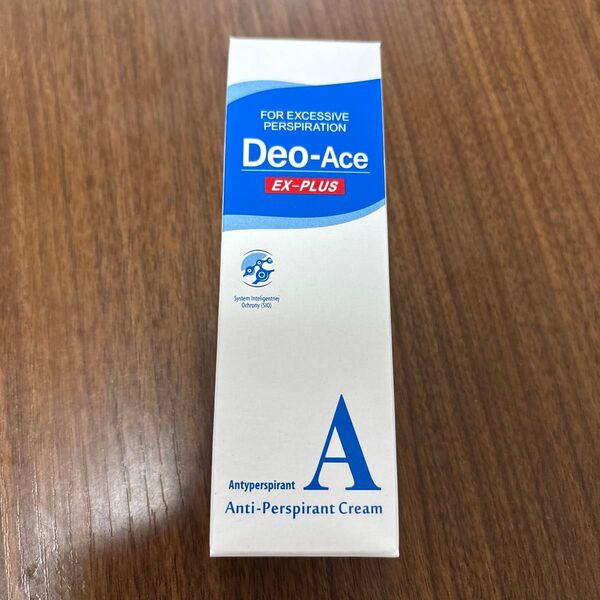 FOR EXCESSIVE
PERSPIRATION
Deo-Ace
EX-PLUS
System Inteligentnej
Ochrony (SIO)
Antyperspirant A
Anti-Perspirant Cream